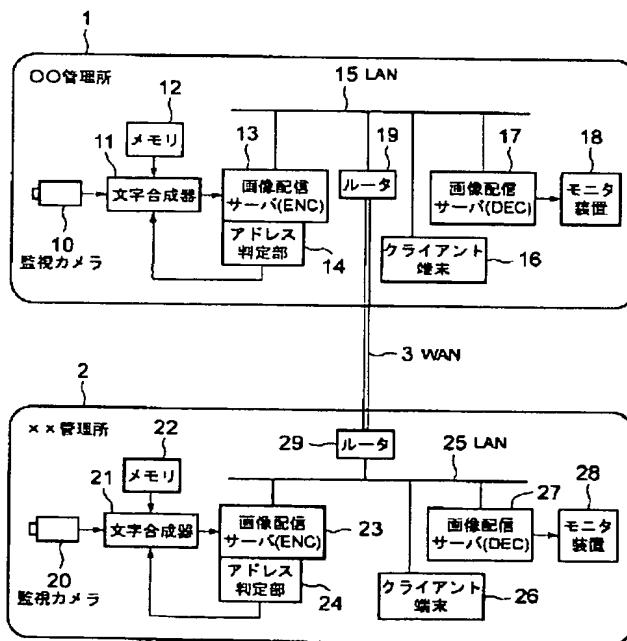 1
〇〇管理所
15 LAN
12
メモリ
11
文字合成器
13
画像配信
サーバ(ENC)
アドレス
判定部
14
19
ルータ
17
画像配信
サーバ(DEC)
18
モニタ
装置
10
監視カメラ
クライアント
端末
16
3 WAN
2
××管理所
29
ルータ
25 LAN
22
メモリ
21
文字合成器
画像配信
サーバ(ENC)
23
アドレス
判定部
24
27
画像配信
サーバ(DEC)
28
モニタ
装置
20
監視カメラ
クライアント
端末
26